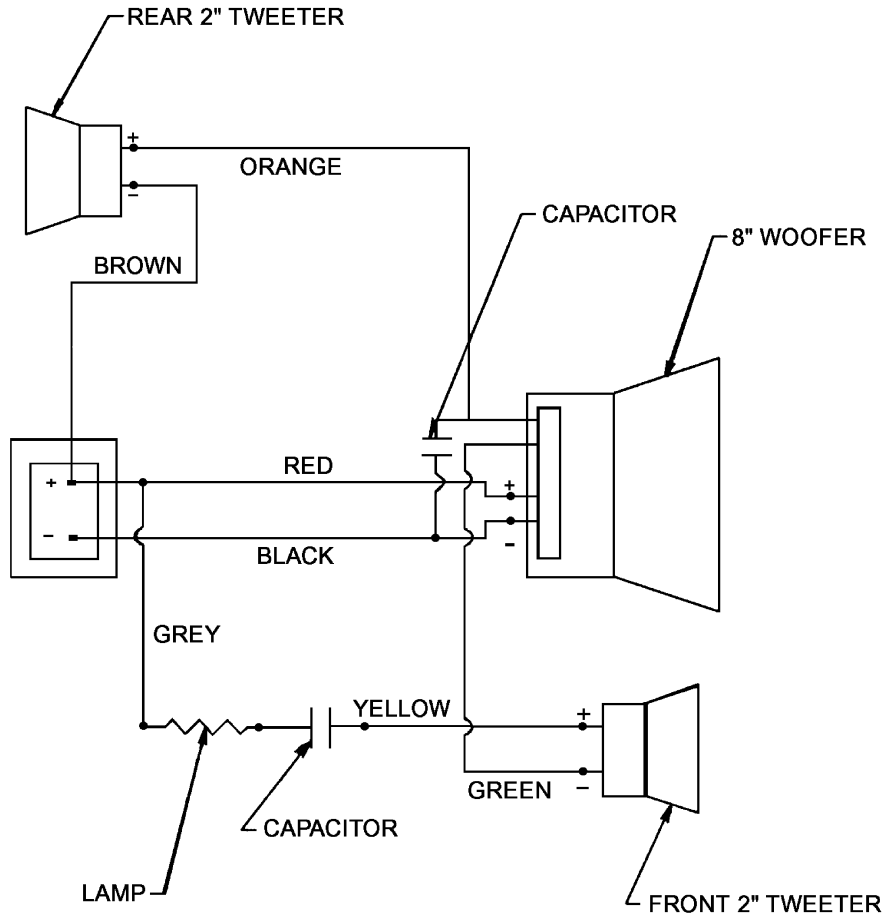 REAR 2" TWEETER
+
ORANGE
−
CAPACITOR
8" WOOFER
BROWN
RED
+
+
−
BLACK
-
GREY
YELLOW
+
GREEN
−
CAPACITOR
LAMP
FRONT 2" TWEETER